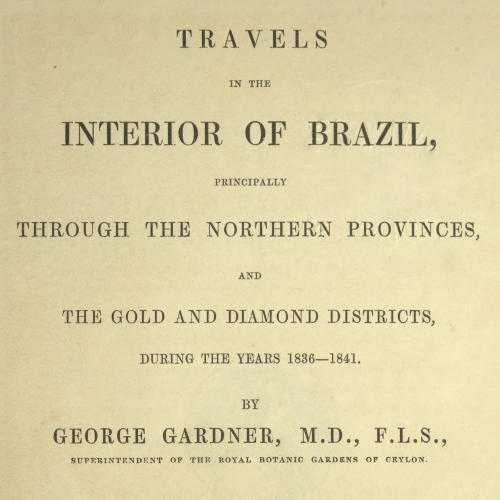 TRAVELS
IN THE
INTERIOR OF BRAZIL,
PRINCIPALLY
THROUGH THE NORTHERN PROVINCES,
AND
THE GOLD AND DIAMOND DISTRICTS,
DURING THE YEARS 1836—1841.
BY
GEORGE GARDNER, M.D., F.L.S.,
SUPERINTENDENT OF THE ROYAL BOTANIC GARDENS OF CEYLON.